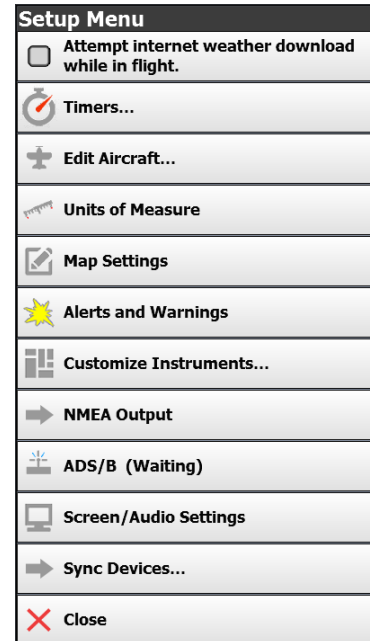 Setup Menu
Attempt internet weather download
while in flight.
Timers...
Edit Aircraft...
Units of Measure
Map Settings
Alerts and Warnings
Customize Instruments...
NMEA Output
ADS/B (Waiting)
Screen/Audio Settings
Sync Devices...
Close